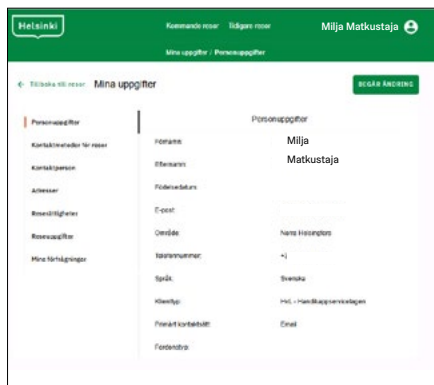 Helsinki
Kommande resor Tidigare resor Milja Matkustaja
Mina uppgifter / Personuppgifter
Tillbaka till resor Mina uppgifter BEGÄR ÄNDRING
Personuppgifter
Kontaktmetoder för resor
Kontaktperson
Adresser
Reserättigheter
Reseuppgifter
Mina förfrågningar
Personuppgifter
Förnamn: Milja
Efternamn: Matkustaja
Födelsedatum:
E-post:
Område: Norra Helsingfors
Telefonnummer:
Språk: Svenska
Klienttyp: Hvl. - Handikappservicelagen
Primärt kontaktsätt: Email
Fordonstyp: